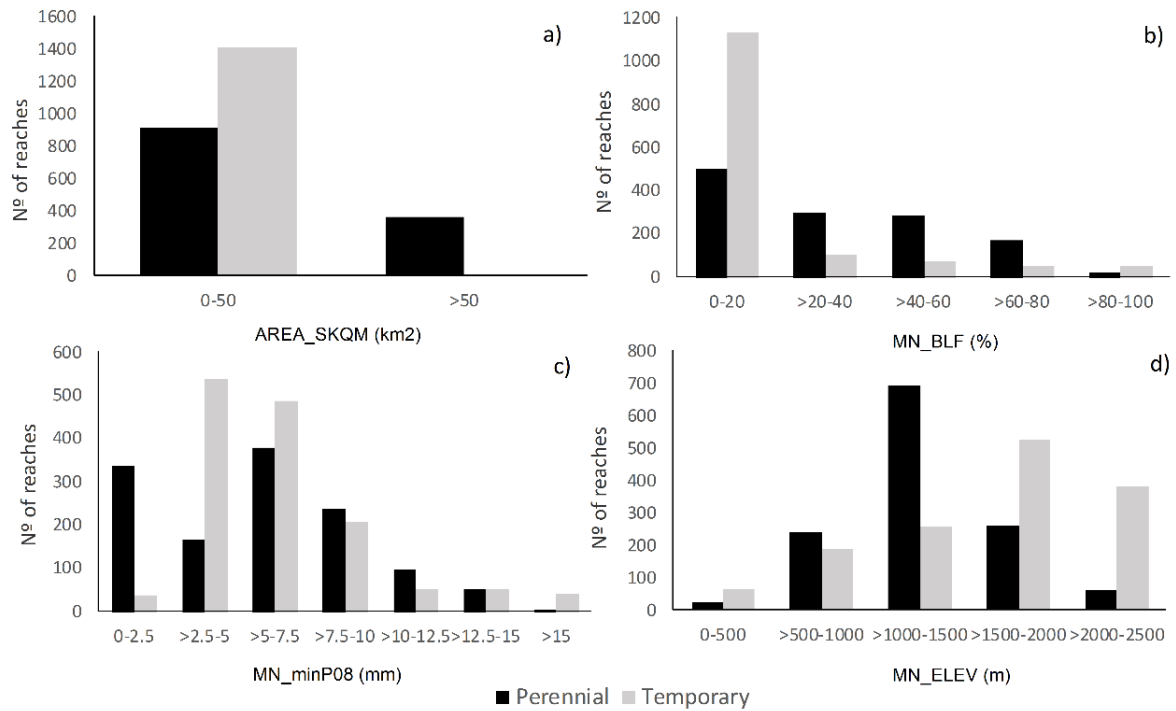 a)
1600
1400
1200
1000
800
600
400
200
0
Nº of reaches
0-50
>50
AREA_SKQM (km2)
b)
1200
1000
800
600
400
200
0
Nº of reaches
0-20 >20-40 >40-60 >60-80 >80-100
MN_BLF (%)
c)
600
500
400
300
200
100
0
Nº of reaches
0-2.5 >2.5-5 >5-7.5 >7.5-10 >10-12.5 >12.5-15 >15
MN_minP08 (mm)
d)
800
700
600
500
400
300
200
100
0
Nº of reaches
0-500 >500-1000 >1000-1500 >1500-2000 >2000-2500
MN_ELEV (m)
Perennial Temporary